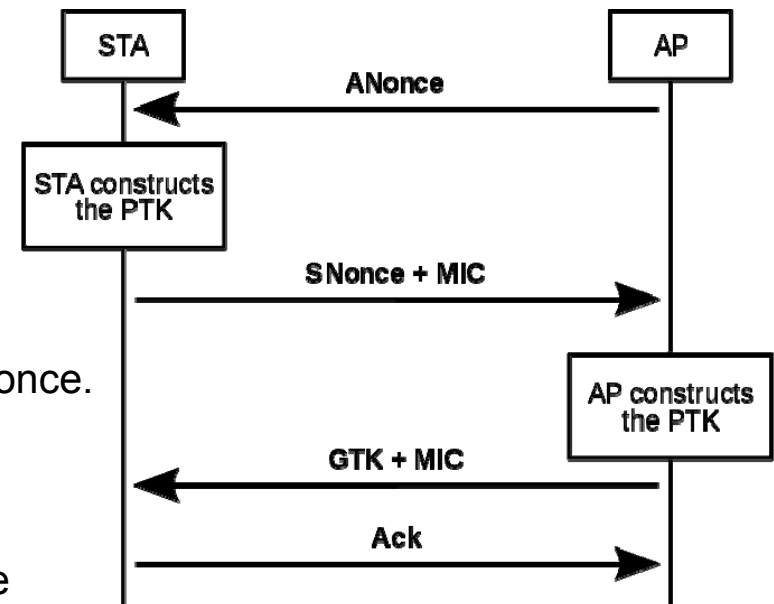 STA
AP
ANonce
STA constructs
the PTK
SNonce + MIC
once.
AP constructs
the PTK
GTK + MIC
Ack
e